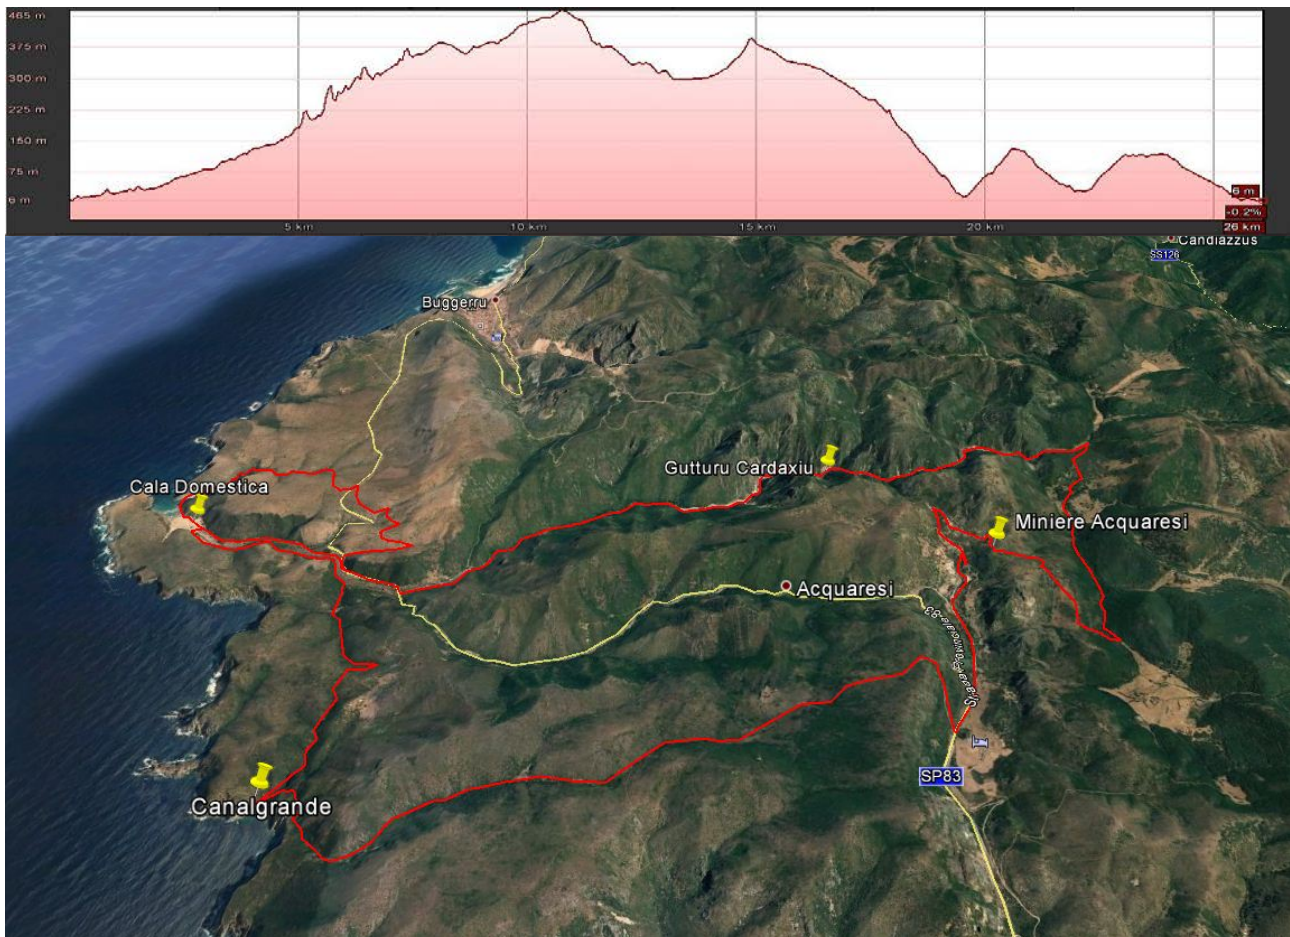 465 m
375 m
300 m
225 m
150 m
75 m
6 m
6 m
-0.2%
5 km
10 km
15 km
20 km
26 km
Candiazzus
SS126
Buggerru
Gutturu Cardaxiu
Cala Domestica
Miniere Acquaresi
Acquaresi
SP83
Canalgrande